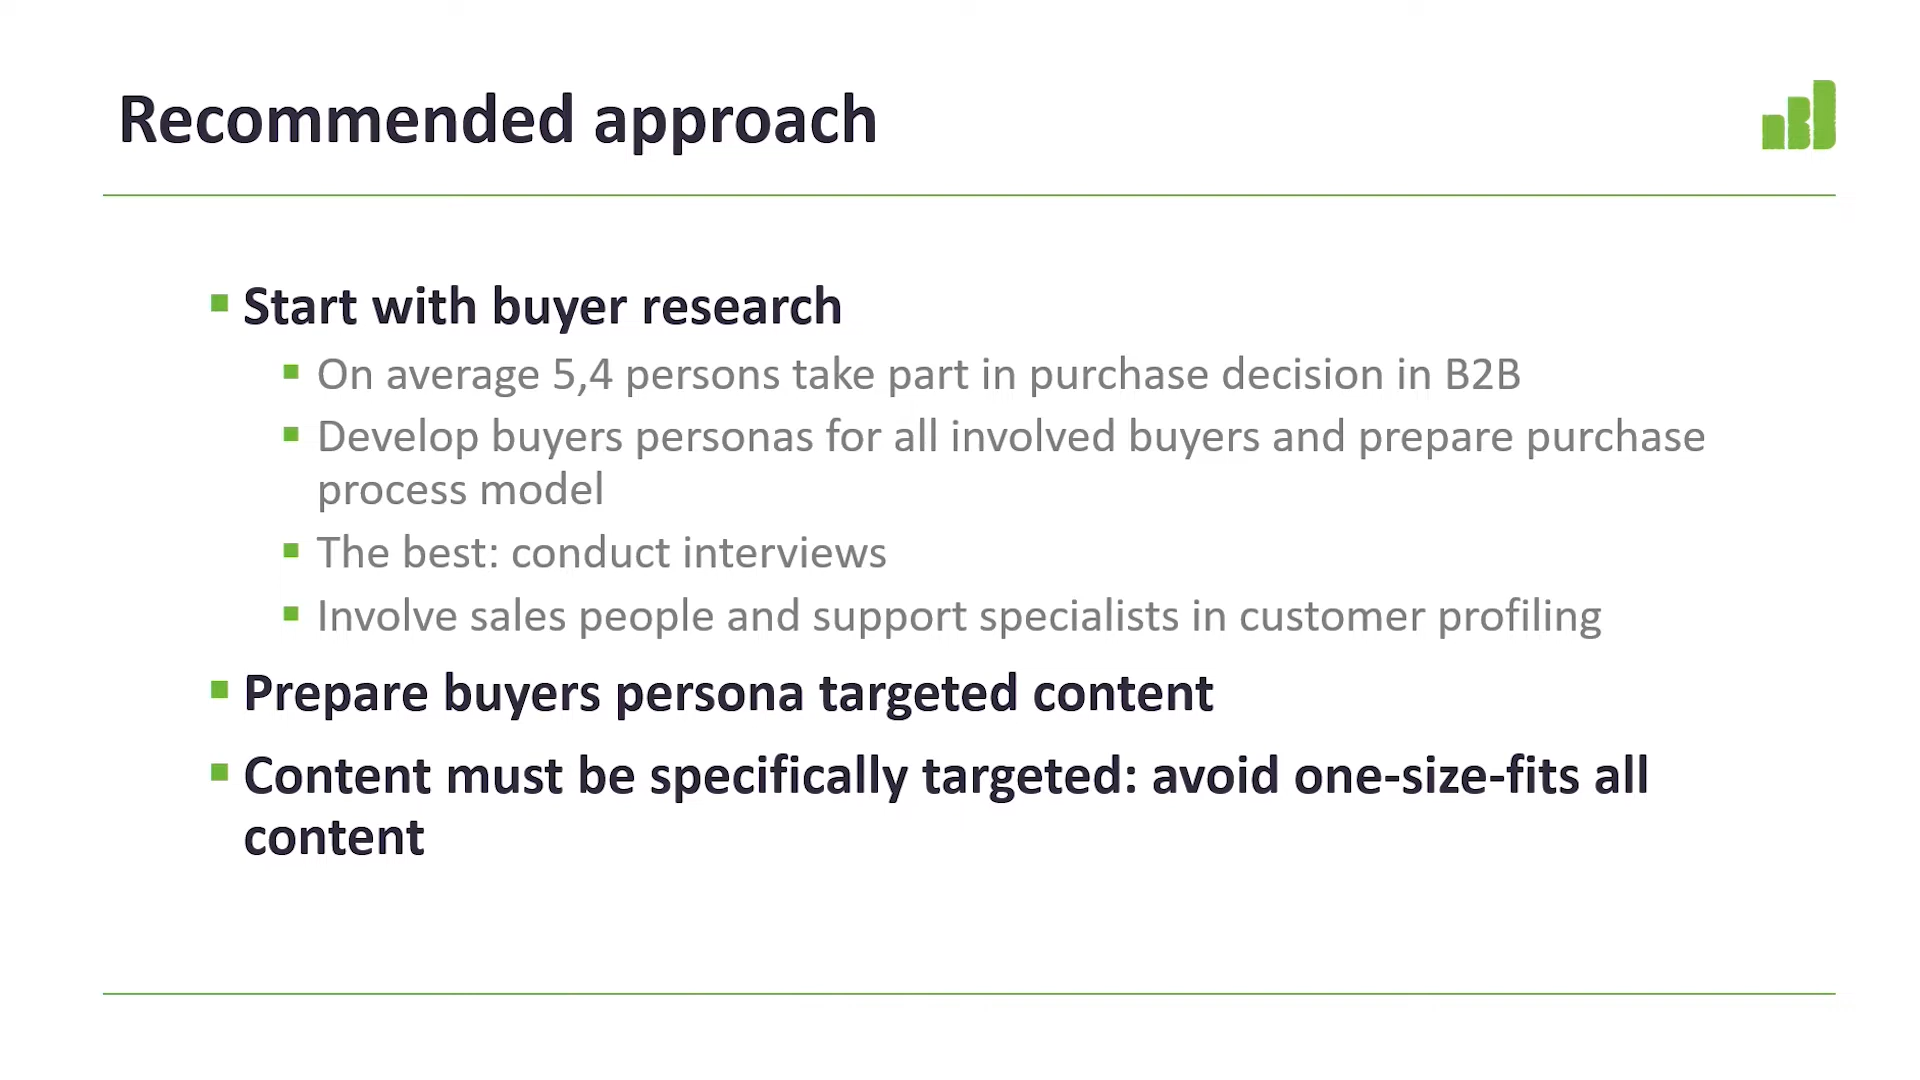 Recommended approach
Start with buyer research
On average 5,4 persons take part in purchase decision in B2B
Develop buyers personas for all involved buyers and prepare purchase
process model
The best: conduct interviews
Involve sales people and support specialists in customer profiling
Prepare buyers persona targeted content
Content must be specifically targeted: avoid one-size-fits all
content